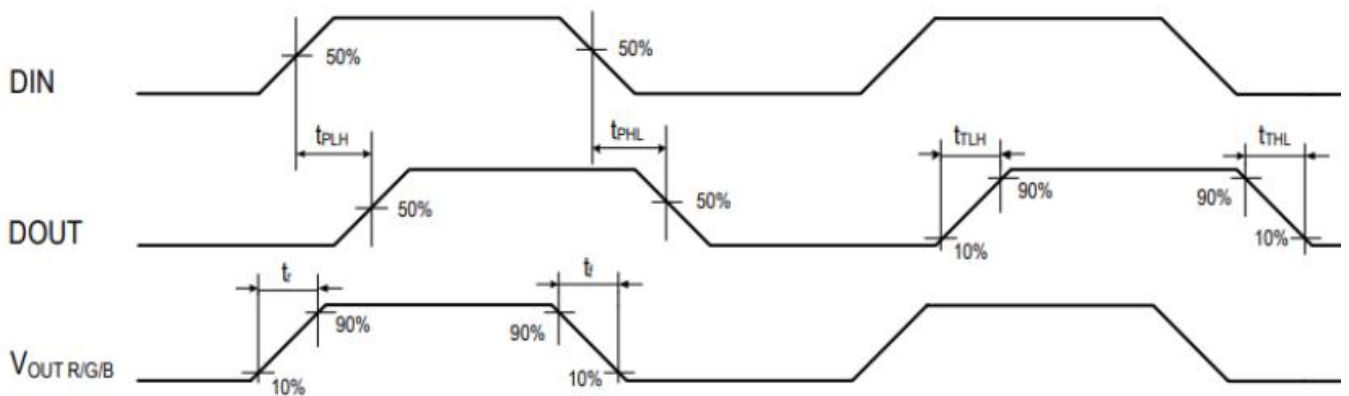 50%
50%
DIN
tPLH
tPHL
tTLH
tTHL
50%
50%
90%
90%
DOUT
10%
10%
tr
tf
90%
90%
VOUT R/G/B
10%
10%